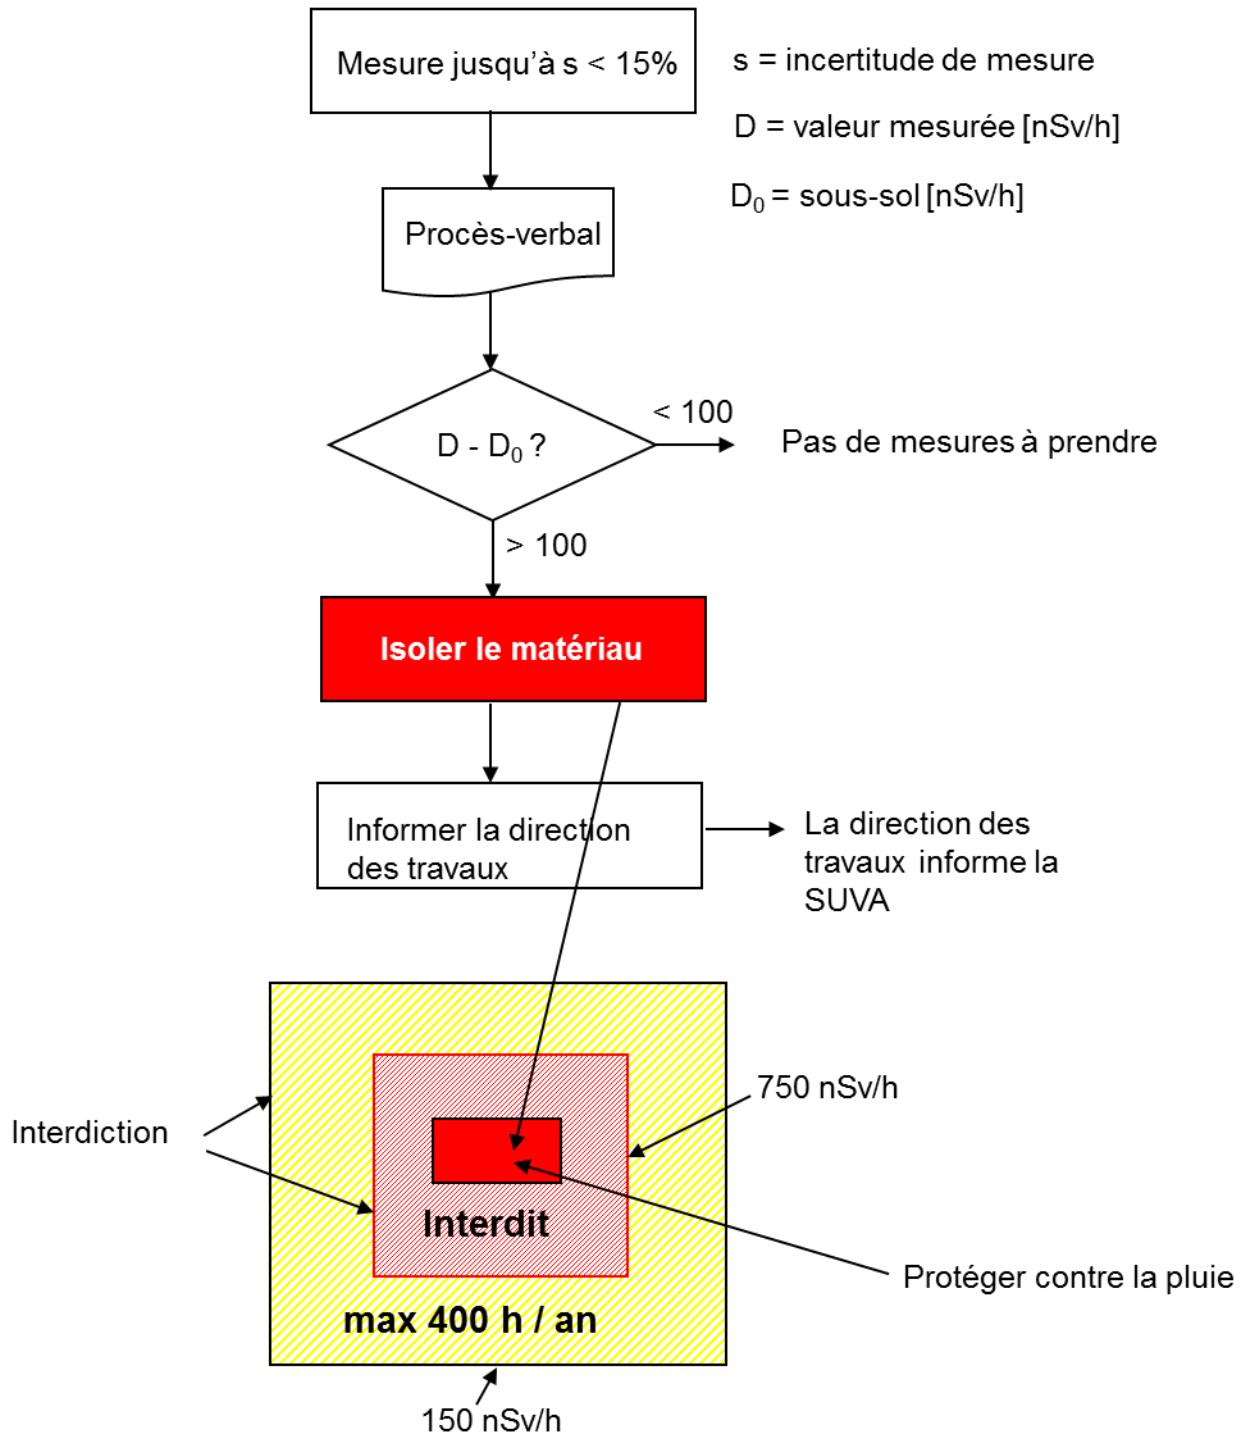 Mesure jusqu'à s < 15%
s = incertitude de mesure
D = valeur mesurée [nSv/h]
D₀ = sous-sol [nSv/h]
Procès-verbal
D - D₀ ?
< 100
Pas de mesures à prendre
> 100
Isoler le matériau
Informer la direction
des travaux
La direction des
travaux informe la
SUVA
Interdiction
750 nSv/h
Interdit
Protéger contre la pluie
max 400 h / an
150 nSv/h